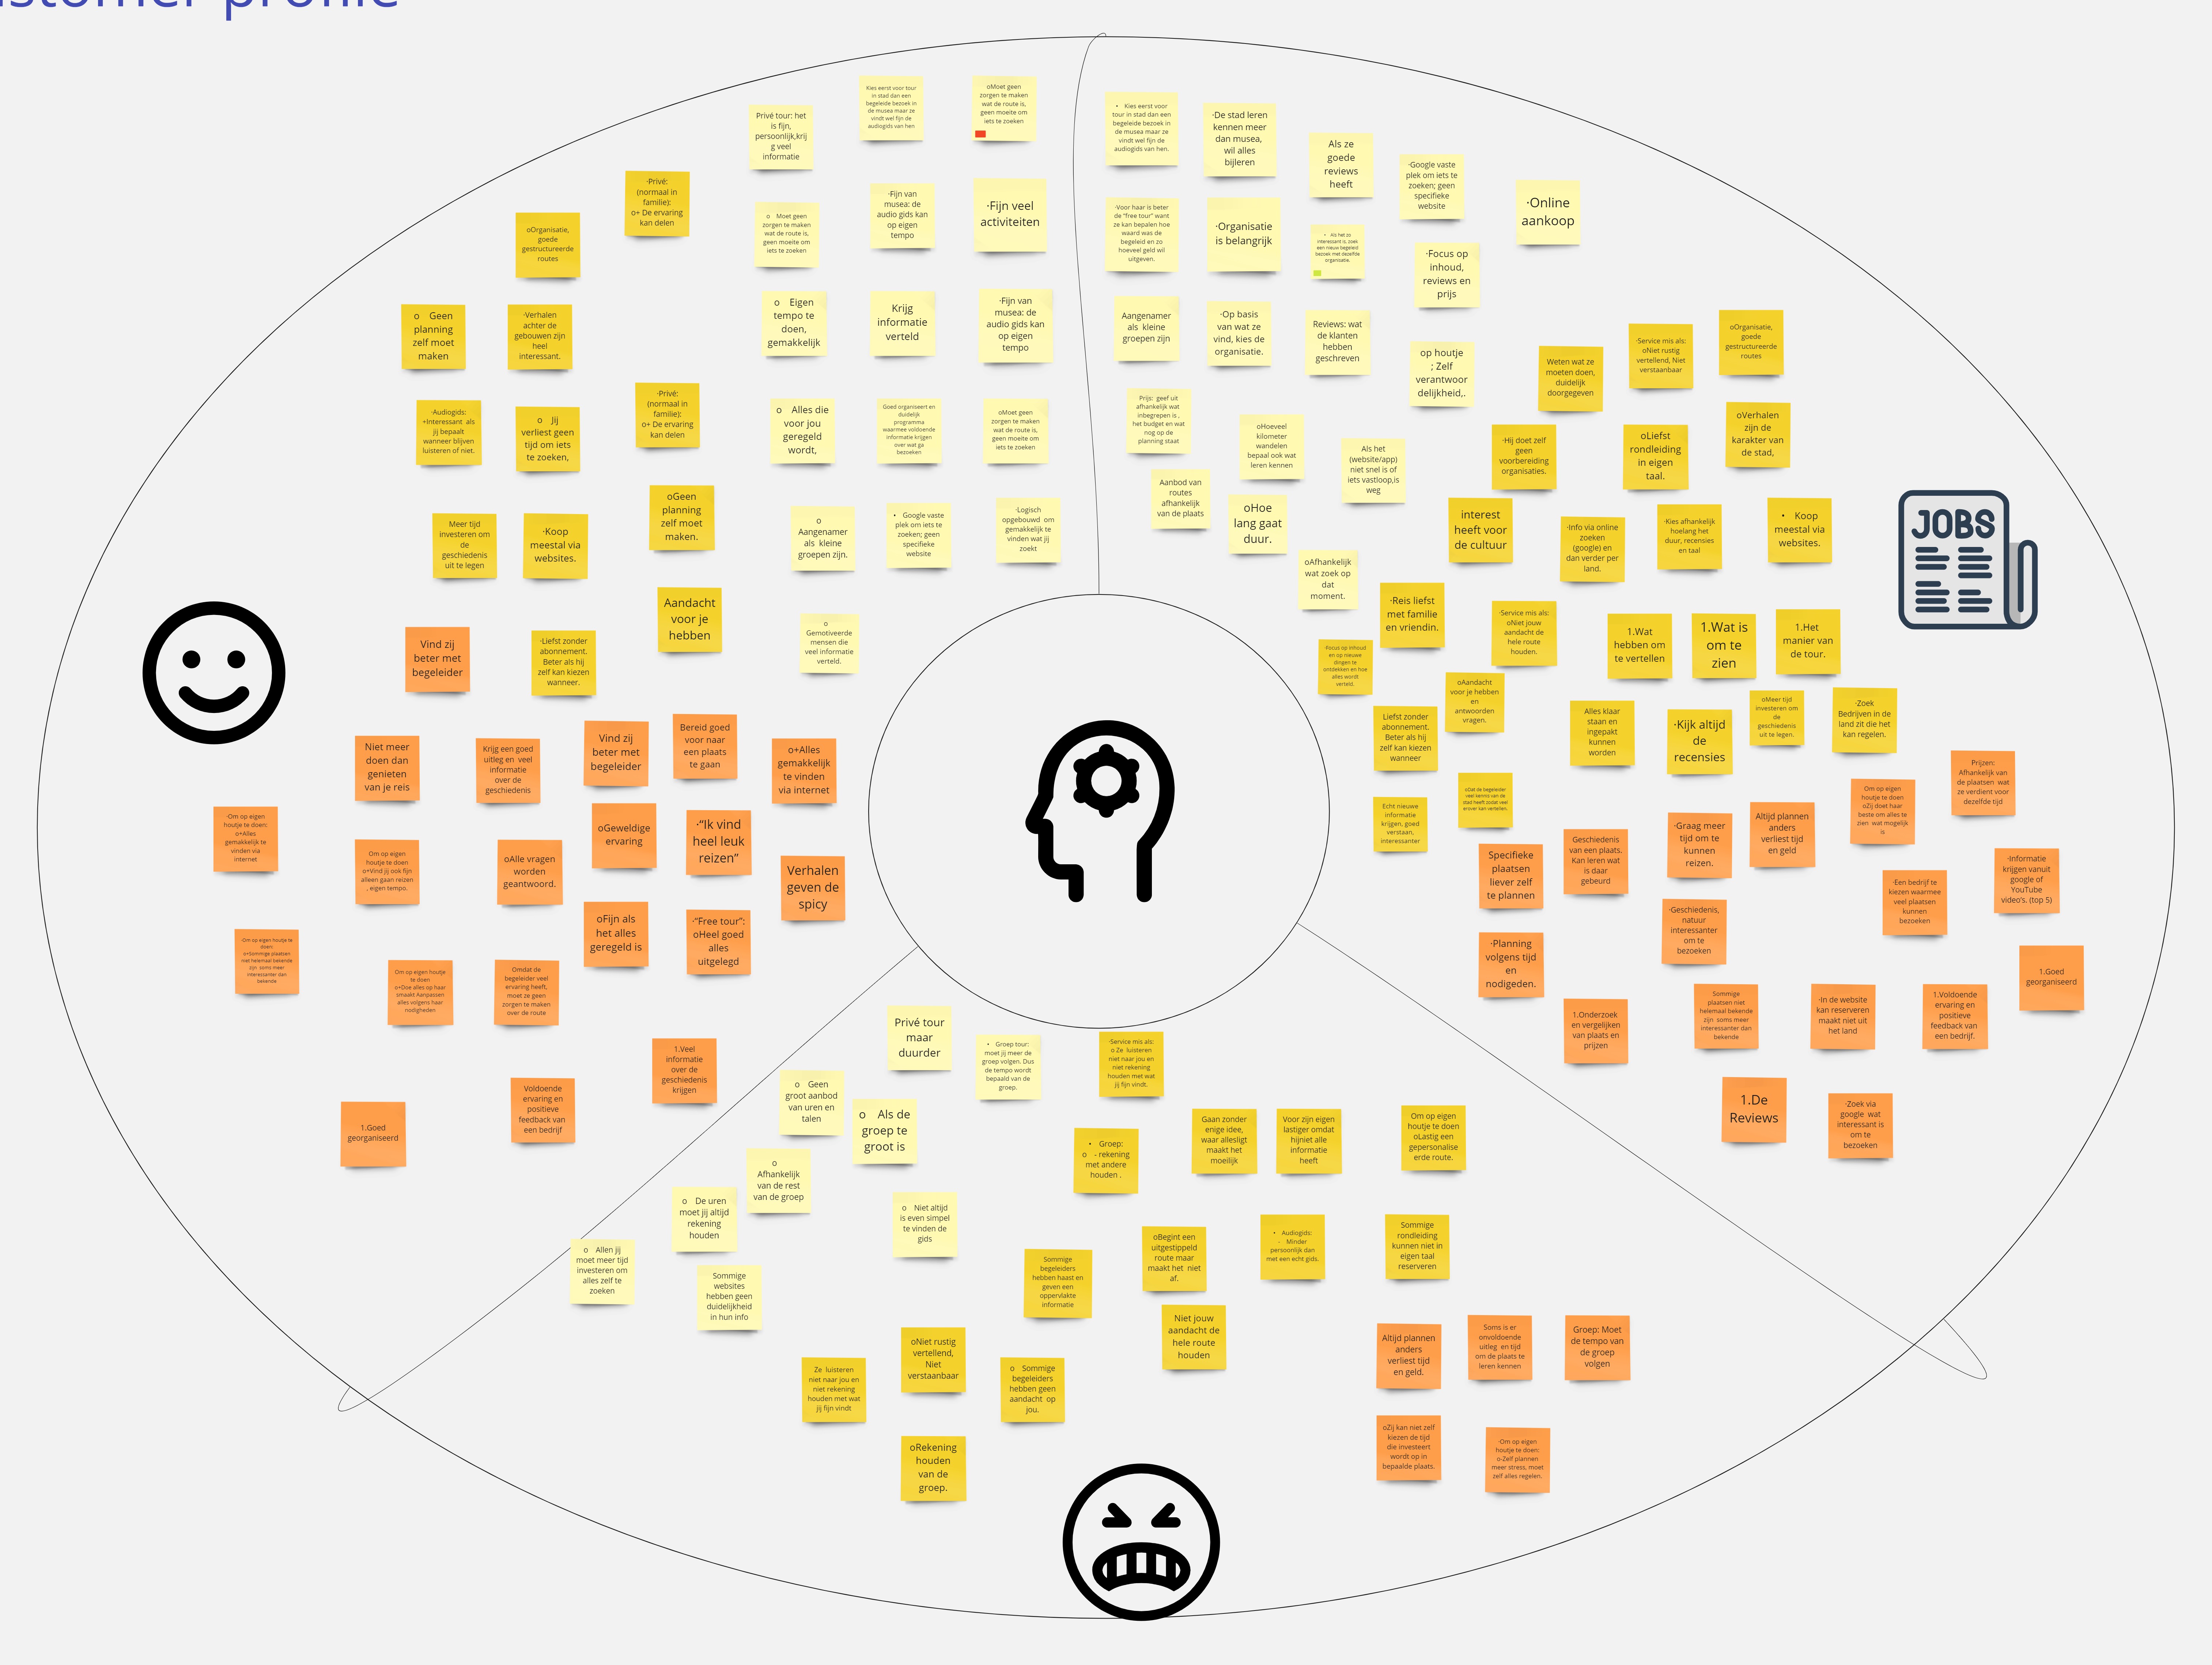 stomer profile
Privé tour: het
is fijn,
persoonlijk,krij
g veel
informatie
Kies eerst voor tour
in stad dan een
begeleide bezoek in
de musea maar ze
vindt wel fijn de
audiogids van hen
oMoet geen
zorgen te maken
wat de route is,
geen moeite om
iets te zoeken
·Privé:
(normaal in
familie):
o+ De ervaring
kan delen
oOrganisatie,
goede
gestructureerde
routes
o Moet geen
zorgen te maken
wat de route is,
geen moeite om
iets te zoeken
·Fijn van
musea: de
audio gids kan
op eigen
tempo
·Fijn veel
activiteiten
o Geen
planning
zelf moet
maken
·Verhalen
achter de
gebouwen zijn
heel
interessant.
o Eigen
tempo te
doen,
gemakkelijk
Krijg
informatie
verteld
·Fijn van
musea: de
audio gids kan
op eigen
tempo
·Audiogids:
+Interessant als
jij bepaalt
wanneer blijven
luisteren of niet.
o Jij
verliest geen
tijd om iets
te zoeken,
·Privé:
(normaal in
familie):
o+ De ervaring
kan delen
o Alles die
voor jou
geregeld
wordt,
Goed organiseert en
duidelijk
programma
waarmee voldoende
informatie krijgen
over wat ga
bezoeken
oMoet geen
zorgen te maken
wat de route is,
geen moeite om
iets te zoeken
Meer tijd
investeren om
de
geschiedenis
uit te legen
·Koop
meestal via
websites.
oGeen
planning
zelf moet
maken.
o
Aangenamer
als kleine
groepen zijn.
• Google vaste
plek om iets te
zoeken; geen
specifieke
website
·Logisch
opgebouwd om
gemakkelijk te
vinden wat jij
zoekt
Vind zij
beter met
begeleider
·Liefst zonder
abonnement.
Beter als hij
zelf kan kiezen
wanneer.
Aandacht
voor je
hebben
o
Gemotiveerde
mensen die
veel informatie
verteld.
Niet meer
doen dan
genieten
van je reis
Krijg een goed
uitleg en veel
informatie
over de
geschiedenis
Vind zij
beter met
begeleider
Bereid goed
voor naar
een plaats
te gaan
o+Alles
gemakkelijk
te vinden
via internet
·Om op eigen
houtje te doen:
o+Alles
gemakkelijk te
vinden via
internet
Om op eigen
houtje te doen
o+Vind jij ook fijn
alleen gaan reizen
, eigen tempo.
oAlle vragen
worden
geantwoord.
oGeweldige
ervaring
·“Ik vind
heel leuk
reizen”
Verhalen
geven de
spicy
·Om op eigen houtje te
doen:
o+Sommige plaatsen
niet helemaal bekende
zijn soms meer
interessanter dan
bekende
Om op eigen houtje
te doen
o+Doe alles op haar
smaakt Aanpassen
alles volgens haar
nodigheden
Omdat de
begeleider veel
ervaring heeft,
moet ze geen
zorgen te maken
over de route
oFijn als
het alles
geregeld is
·“Free tour”:
oHeel goed
alles
uitgelegd
1.Veel
informatie
over de
geschiedenis
krijgen
1.Goed
georganiseerd
Voldoende
ervaring en
positieve
feedback van
een bedrijf
• Kies eerst voor
tour in stad dan een
begeleide bezoek in
de musea maar ze
vindt wel fijn de
audiogids van hen.
·De stad leren
kennen meer
dan musea,
wil alles
bijleren
Als ze
goede
reviews
heeft
·Google vaste
plek om iets te
zoeken; geen
specifieke
website
·Online
aankoop
·Voor haar is beter
de “free tour” want
ze kan bepalen hoe
waard was de
begeleid en zo
hoeveel geld wil
uitgeven.
·Organisatie
is belangrijk
• Als het zo
interessant is, zoek
een nieuw begeleid
bezoek met dezelfde
organisatie.
·Focus op
inhoud,
reviews en
prijs
Aangenamer
als kleine
groepen zijn
·Op basis
van wat ze
vind, kies de
organisatie.
Reviews: wat
de klanten
hebben
geschreven
op houtje
; Zelf
verantwoor
delijkheid,.
Weten wat ze
moeten doen,
duidelijk
doorgegeven
·Service mis als:
oNiet rustig
vertellend, Niet
verstaanbaar
oOrganisatie,
goede
gestructureerde
routes
Prijs: geef uit
afhankelijk wat
inbegrepen is ,
het budget en wat
nog op de
planning staat
oHoeveel
kilometer
wandelen
bepaal ook wat
leren kennen
Als het
(website/app)
niet snel is of
iets vastloop,is
weg
·Hij doet zelf
geen
voorbereiding
organisaties.
oLiefst
rondleiding
in eigen
taal.
oVerhalen
zijn de
karakter van
de stad,
Aanbod van
routes
afhankelijk
van de plaats
oHoe
lang gaat
duur.
interest
heeft voor
de cultuur
·Info via online
zoeken
(google) en
dan verder per
land.
·Kies afhankelijk
hoelang het
duur, recensies
en taal
• Koop
meestal via
websites.
oAfhankelijk
wat zoek op
dat
moment.
·Reis liefst
met familie
en vriendin.
·Service mis als:
oNiet jouw
aandacht de
hele route
houden.
1.Wat
hebben om
te vertellen
1.Wat is
om te
zien
1.Het
manier van
de tour.
·Focus op inhoud
en op nieuwe
dingen te
ontdekken en hoe
alles wordt
verteld.
oAandacht
voor je hebben
en
antwoorden
vragen.
Liefst zonder
abonnement.
Beter als hij
zelf kan kiezen
wanneer
Alles klaar
staan en
ingepakt
kunnen
worden
·Kijk altijd
de
recensies
oMeer tijd
investeren om
de
geschiedenis
uit te legen.
·Zoek
Bedrijven in de
land zit die het
kan regelen.
Echt nieuwe
informatie
krijgen, goed
verstaan,
interessanter
oDat de begeleider
veel kennis van de
stad heeft zodat veel
erover kan vertellen.
Prijzen:
Afhankelijk van
de plaatsen wat
ze verdient voor
dezelfde tijd
Specifieke
plaatsen
liever zelf
te plannen
Geschiedenis
van een plaats.
Kan leren wat
is daar
gebeurd
·Graag meer
tijd om te
kunnen
reizen.
Altijd plannen
anders
verliest tijd
en geld
Om op eigen
houtje te doen
oZij doet haar
beste om alles te
zien wat mogelijk
is
·Een bedrijf te
kiezen waarmee
veel plaatsen
kunnen
bezoeken
·Informatie
krijgen vanuit
google of
YouTube
video’s. (top 5)
·Planning
volgens tijd
en
nodigeden.
·Geschiedenis,
natuur
interessanter
om te
bezoeken
1.Goed
georganiseerd
1.Onderzoek
en vergelijken
van plaats en
prijzen
Sommige
plaatsen niet
helemaal bekende
zijn soms meer
interessanter dan
bekende
·In de website
kan reserveren
maakt niet uit
het land
1.Voldoende
ervaring en
positieve
feedback van
een bedrijf.
1.De
Reviews
·Zoek via
google wat
interessant is
om te
bezoeken
JOBS
Privé tour
maar
duurder
• Groep tour:
moet jij meer de
groep volgen. Dus
de tempo wordt
bepaald van de
groep.
·Service mis als:
o Ze luisteren
niet naar jou en
niet rekening
houden met wat
jij fijn vindt.
o Geen
groot aanbod
van uren en
talen
o Als de
groep te
groot is
• Groep:
o - rekening
met andere
houden .
Gaan zonder
enige idee,
waar allesligt
maakt het
moeilijk
Voor zijn eigen
lastiger omdat
hijniet alle
informatie
heeft
Om op eigen
houtje te doen
oLastig een
gepersonalise
erde route.
o
Afhankelijk
van de rest
van de groep
o De uren
moet jij altijd
rekening
houden
o Niet altijd
is even simpel
te vinden de
gids
o Allen jij
moet meer tijd
investeren om
alles zelf te
zoeken
Sommige
websites
hebben geen
duidelijkheid
in hun info
Sommige
begeleiders
hebben haast en
geven een
oppervlakte
informatie
oBegint een
uitgestippeld
route maar
maakt het niet
af.
• Audiogids:
- Minder
persoonlijk dan
met een echt gids.
Sommige
rondleiding
kunnen niet in
eigen taal
reserveren
Niet jouw
aandacht de
hele route
houden
Ze luisteren
niet naar jou en
niet rekening
houden met wat
jij fijn vindt
oNiet rustig
vertellend,
Niet
verstaanbaar
o Sommige
begeleiders
hebben geen
aandacht op
jou.
oRekening
houden
van de
groep.
Altijd plannen
anders
verliest tijd
en geld.
Soms is er
onvoldoende
uitleg en tijd
om de plaats te
leren kennen
Groep: Moet
de tempo van
de groep
volgen
oZij kan niet zelf
kiezen de tijd
die investeert
wordt op in
bepaalde plaats.
·Om op eigen
houtje te doen:
o-Zelf plannen
meer stress, moet
zelf alles regelen.